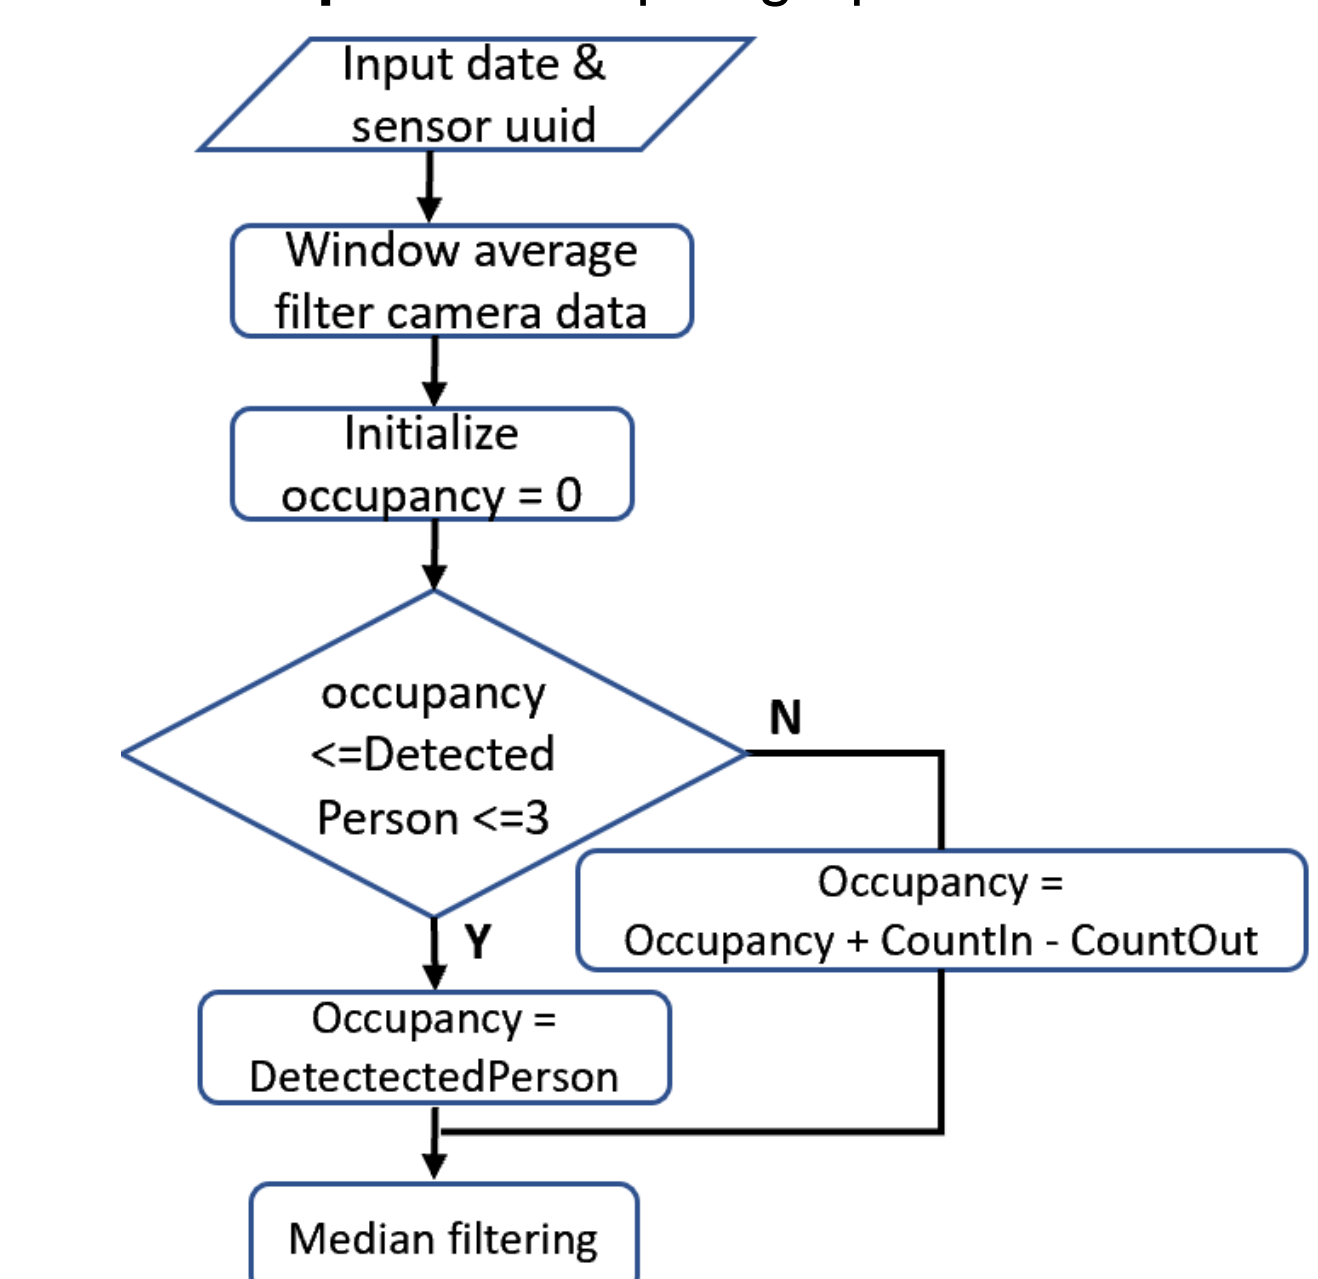 Input date &
sensor uuid
Window average
filter camera data
Initialize
occupancy = 0
occupancy
<=Detected
Person <=3
N
Occupancy =
Occupancy + CountIn - CountOut
Y
Occupancy =
DetectectedPerson
Median filtering